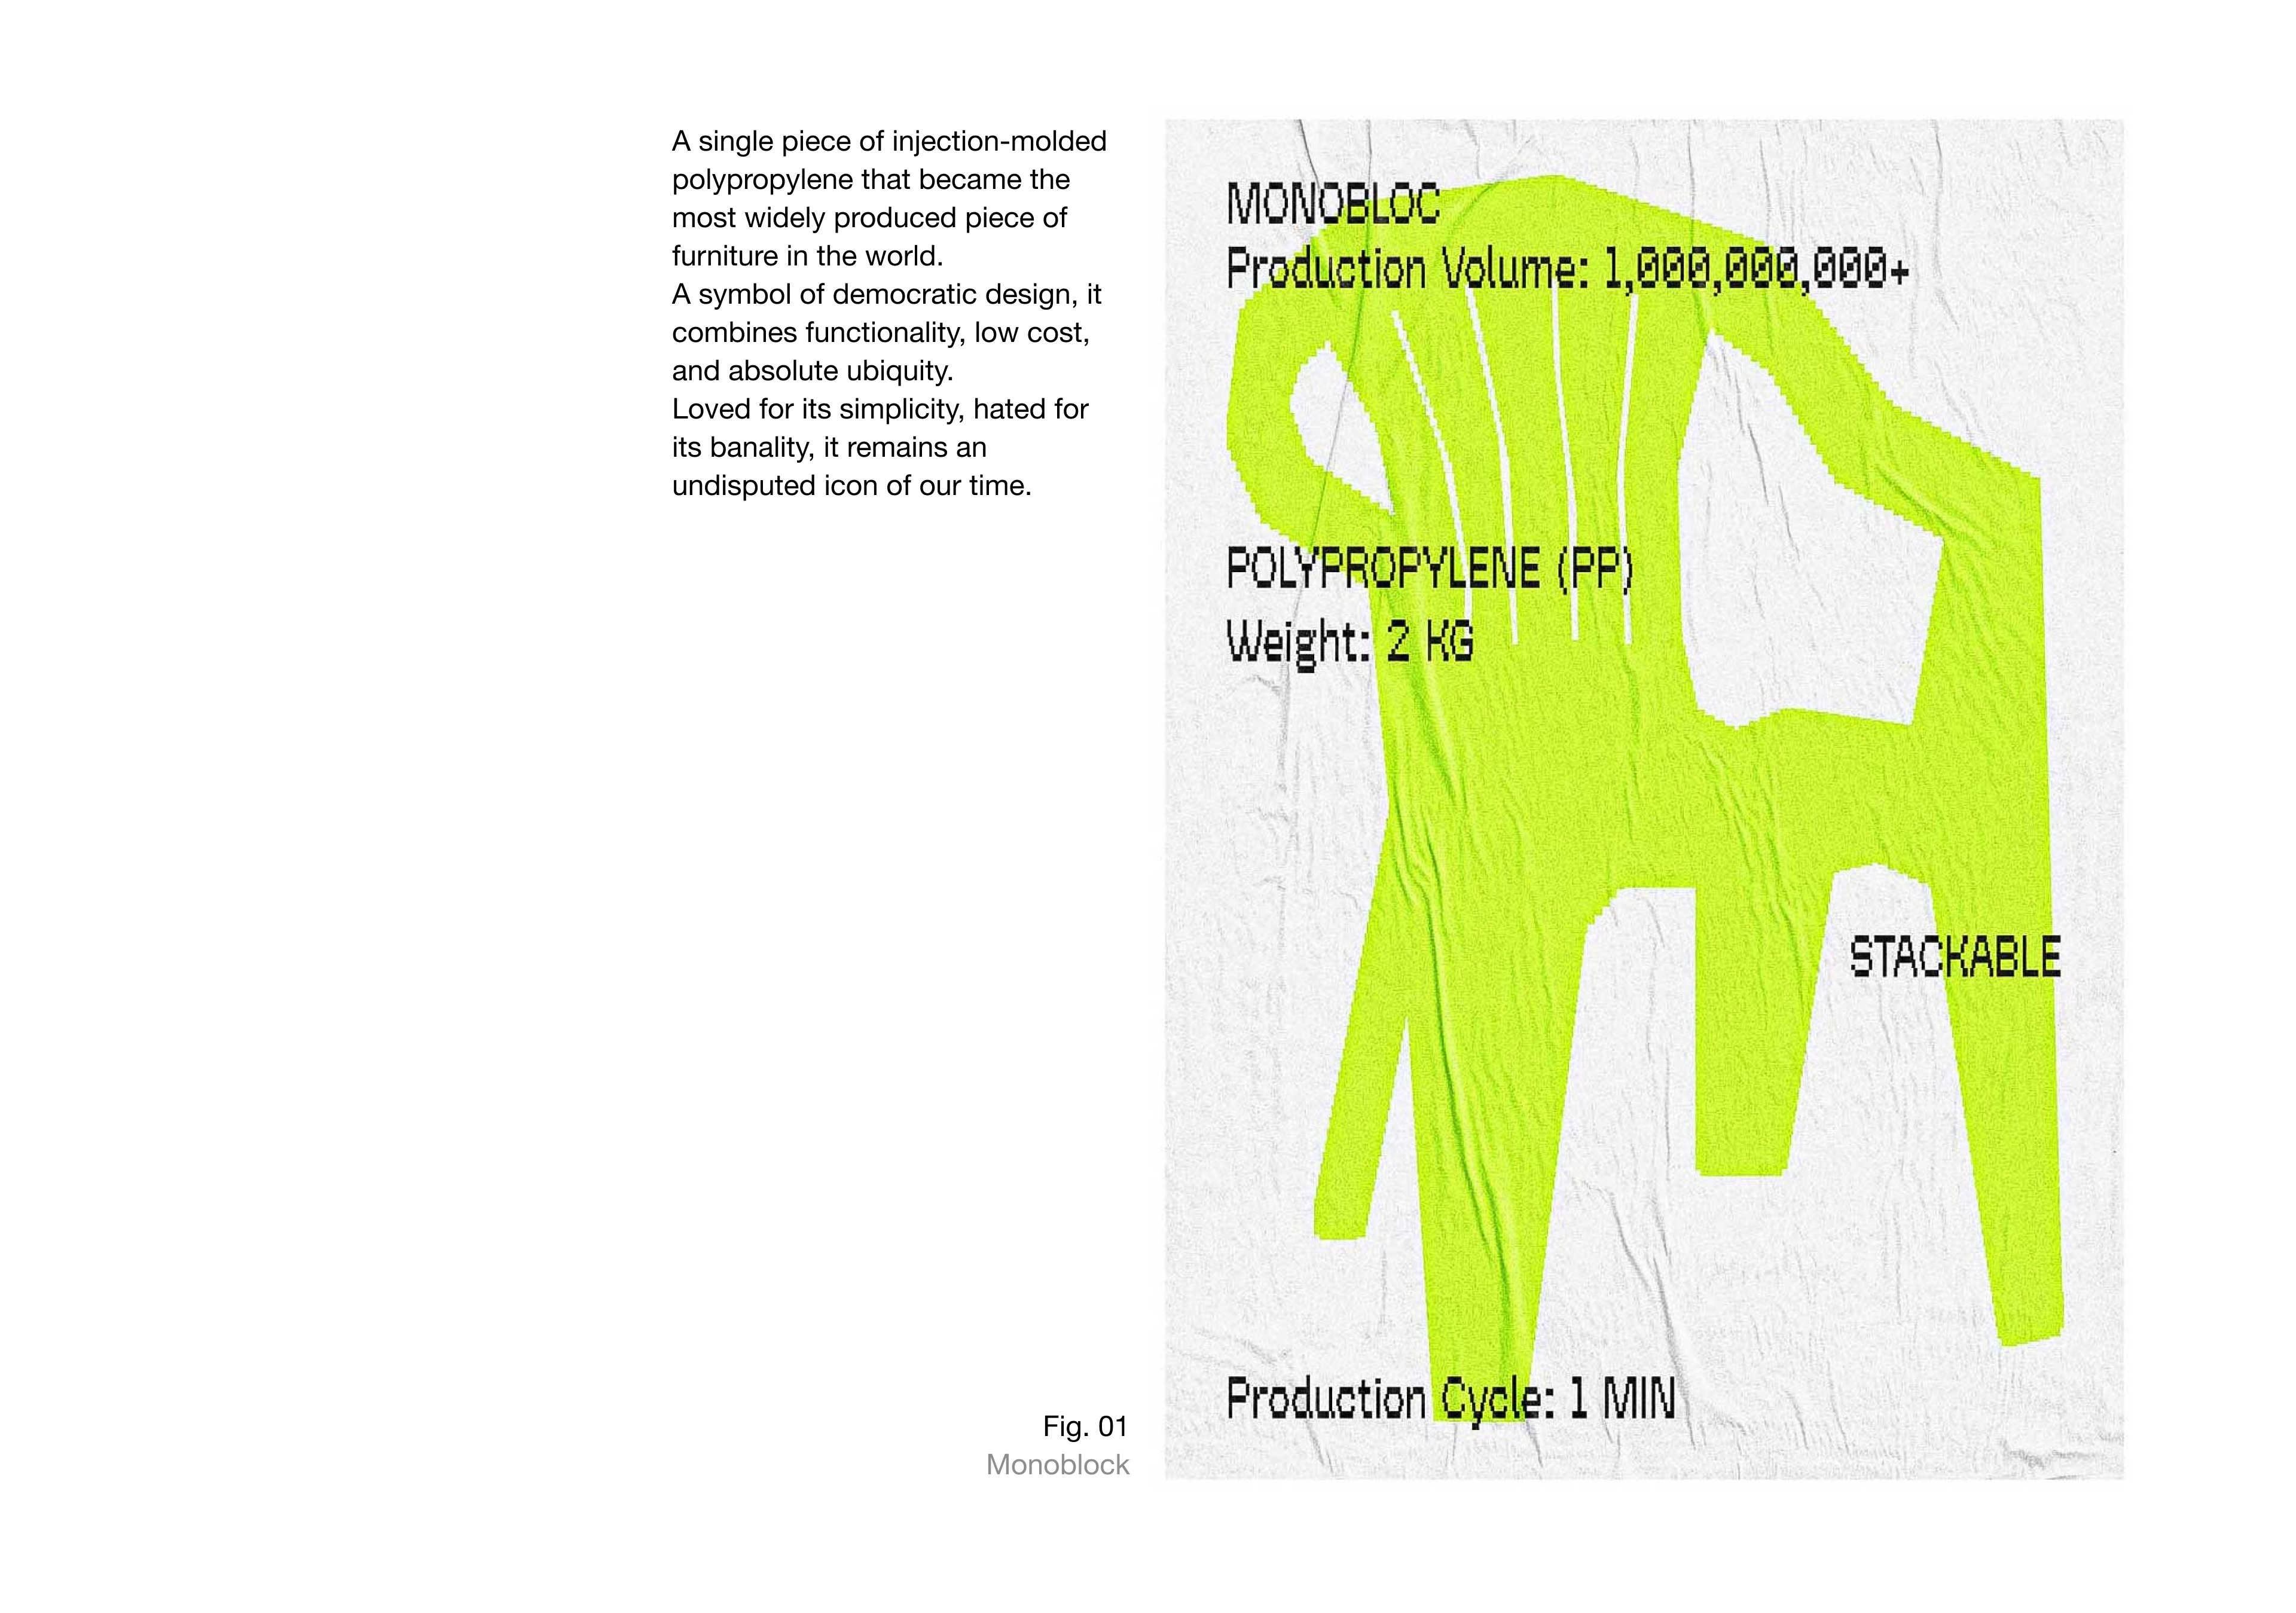 A single piece of injection-molded
polypropylene that became the
most widely produced piece of
furniture in the world.
A symbol of democratic design, it
combines functionality, low cost,
and absolute ubiquity.
Loved for its simplicity, hated for
its banality, it remains an
undisputed icon of our time.
Fig. 01
Monoblock
MONOBLOC
Production Volume: 1,000,000,000+
POLYPROPYLENE (PP)
Weight: 2 KG
STACKABLE
Production Cycle: 1 MIN